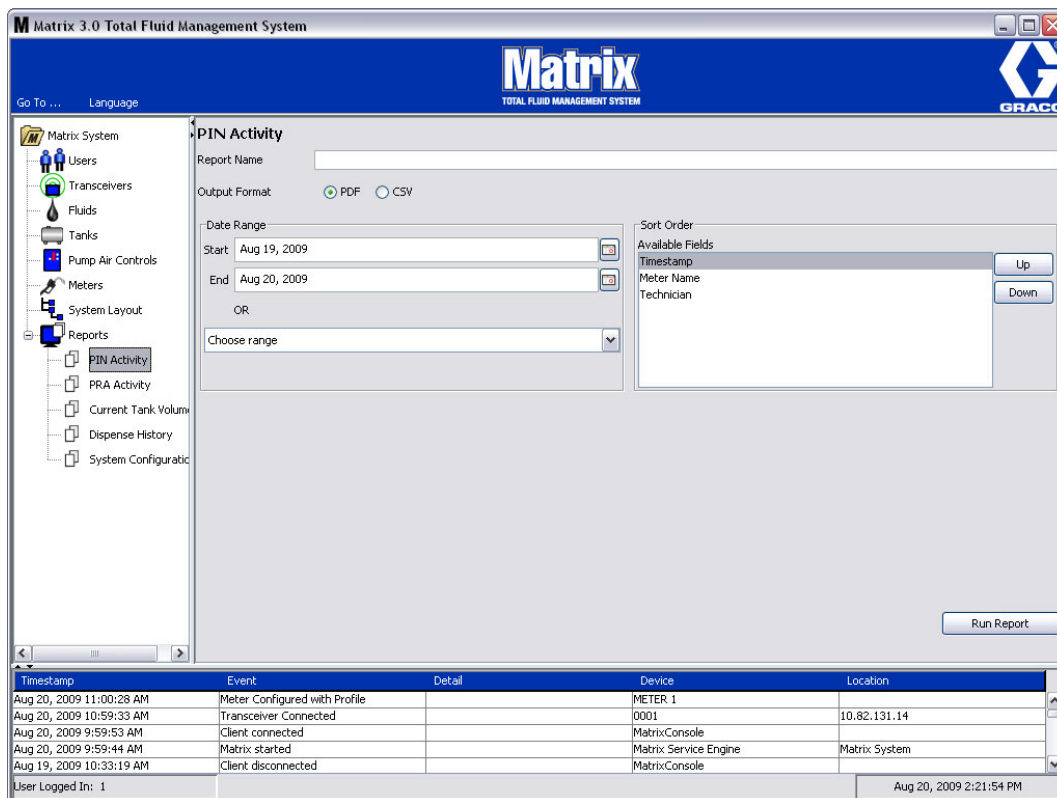 M Matrix 3.0 Total Fluid Management System
Matrix
TOTAL FLUID MANAGEMENT SYSTEM
GRACO
Go To ... Language
Matrix System
Users
Transceivers
Fluids
Tanks
Pump Air Controls
Meters
System Layout
Reports
PIN Activity
PRA Activity
Current Tank Volum
Dispense History
System Configuratio
PIN Activity
Report Name
Output Format PDF CSV
Date Range
Start Aug 19, 2009
End Aug 20, 2009
OR
Choose range
Sort Order
Available Fields
Timestamp
Meter Name
Technician
Up
Down
Run Report
Timestamp Event Detail Device Location
Aug 20, 2009 11:00:28 AM Meter Configured with Profile METER 1
Aug 20, 2009 10:59:33 AM Transceiver Connected 0001 10.82.131.14
Aug 20, 2009 9:59:53 AM Client connected MatrixConsole
Aug 20, 2009 9:59:44 AM Matrix started Matrix Service Engine Matrix System
Aug 19, 2009 10:33:19 AM Client disconnected MatrixConsole
User Logged In: 1 Aug 20, 2009 2:21:54 PM